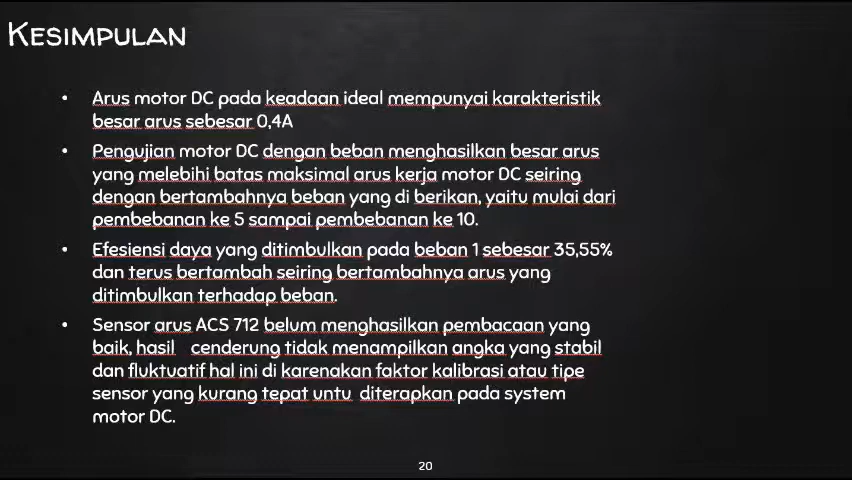 KESIMPULAN
• Arus motor DC pada keadaan ideal mempunyai karakteristik
besar arus sebesar 0,4A
• Pengujian motor DC dengan beban menghasilkan besar arus
yang melebihi batas maksimal arus kerja motor DC seiring
dengan bertambahnya beban yang di berikan, yaitu mulai dari
pembebanan ke 5 sampai pembebanan ke 10.
• Efesiensi daya yang ditimbulkan pada beban 1 sebesar 35,55%
dan terus bertambah seiring bertambahnya arus yang
ditimbulkan terhadap beban.
• Sensor arus ACS 712 belum menghasilkan pembacaan yang
baik, hasil cenderung tidak menampilkan angka yang stabil
dan fluktuatif hal ini di karenakan faktor kalibrasi atau tipe
sensor yang kurang tepat untu diterapkan pada system
motor DC.
20